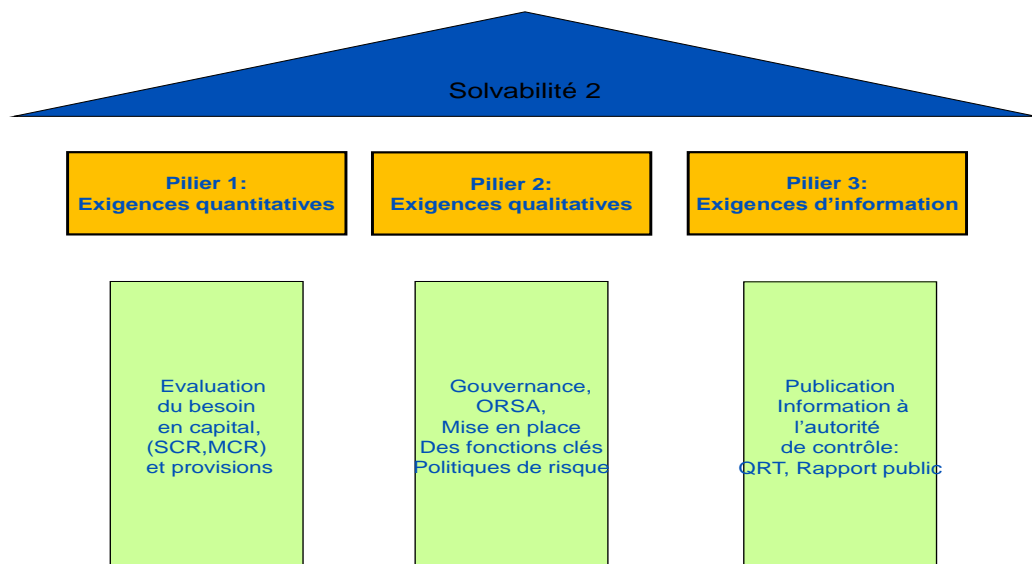 Solvabilité 2
Pilier 1:
Exigences quantitatives
Pilier 2:
Exigences qualitatives
Pilier 3:
Exigences d’information
Evaluation
du besoin
en capital,
(SCR,MCR)
et provisions
Gouvernance,
ORSA,
Mise en place
Des fonctions clés
Politiques de risque
Publication
Information à
l’autorité
de contrôle:
QRT, Rapport public